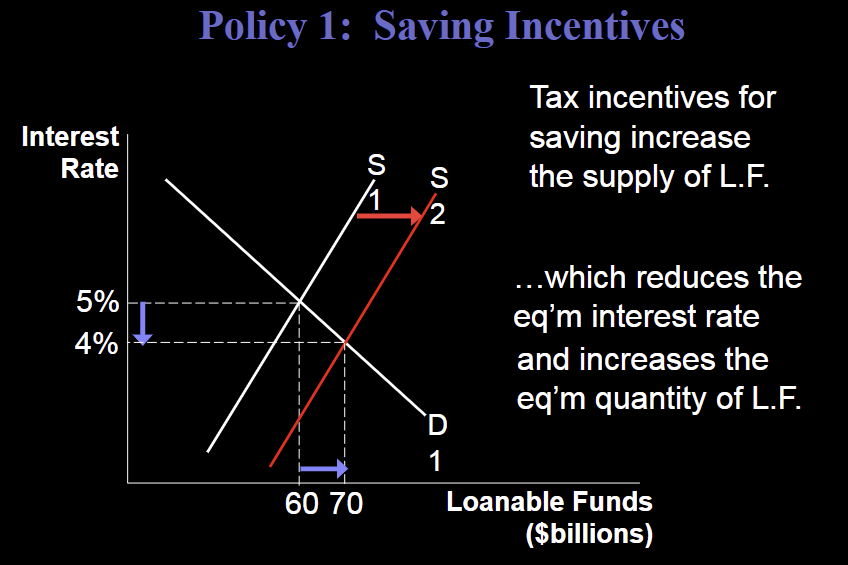 Policy 1:  Saving Incentives
Tax incentives for
saving increase
the supply of L.F.
Interest
Rate
S
1
S
2
…which reduces the
eq’m interest rate
and increases the
eq’m quantity of L.F.
5%
4%
D
1
60 70
Loanable Funds
($billions)